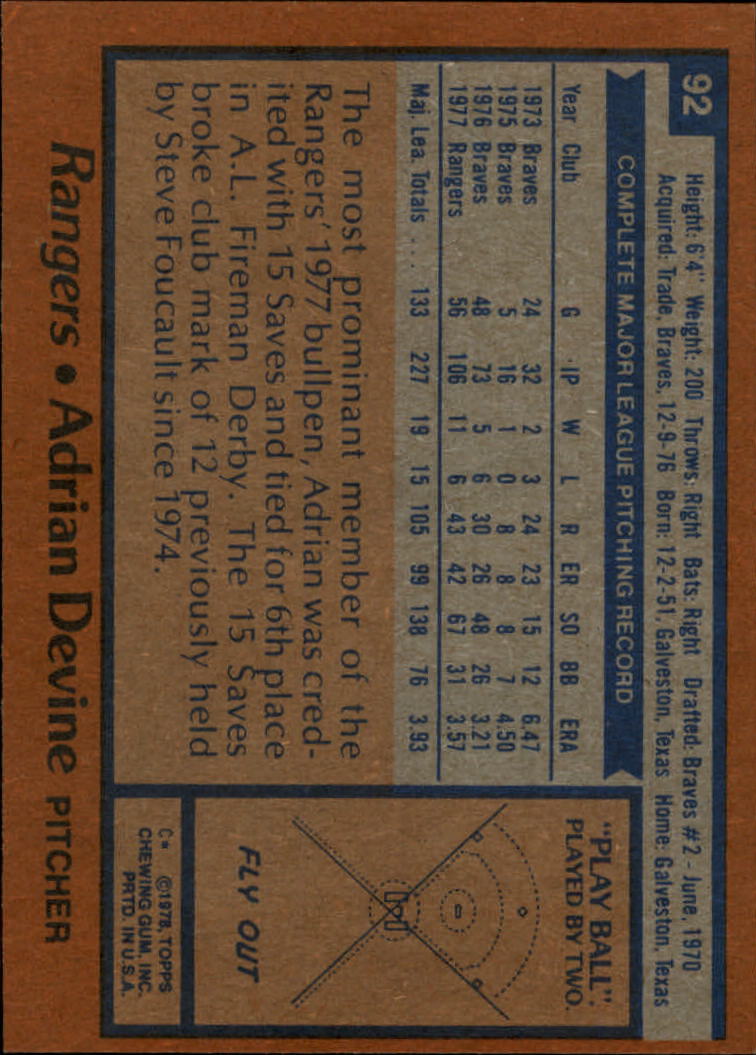 92
Height: 6'4" Weight: 200 Throws: Right Bats: Right Drafted: Braves #2 - June, 1970
Acquired: Trade, Braves, 12-9-76 Born: 12-2-51, Galveston, Texas Home: Galveston, Texas
COMPLETE MAJOR LEAGUE PITCHING RECORD
Year Club G IP W L R ER SO BB ERA
1973 Braves 24 32 2 3 24 23 15 12 6.47
1975 Braves 5 16 1 0 8 8 8 7 4.50
1976 Braves 48 73 5 6 30 26 48 26 3.21
1977 Rangers 56 106 11 6 43 42 67 31 3.57
Maj. Lea. Totals ... 133 227 19 15 105 99 138 76 3.93
The most prominant member of the
Rangers' 1977 bullpen, Adrian was cred-
ited with 15 Saves and tied for 6th place
in A.L. Fireman Derby. The 15 Saves
broke club mark of 12 previously held
by Steve Foucault since 1974.
"PLAY BALL":
PLAYED BY TWO.
FLY OUT
C* ©1978, TOPPS
CHEWING GUM, INC.
PRTD. IN U.S.A.
Rangers • Adrian Devine PITCHER